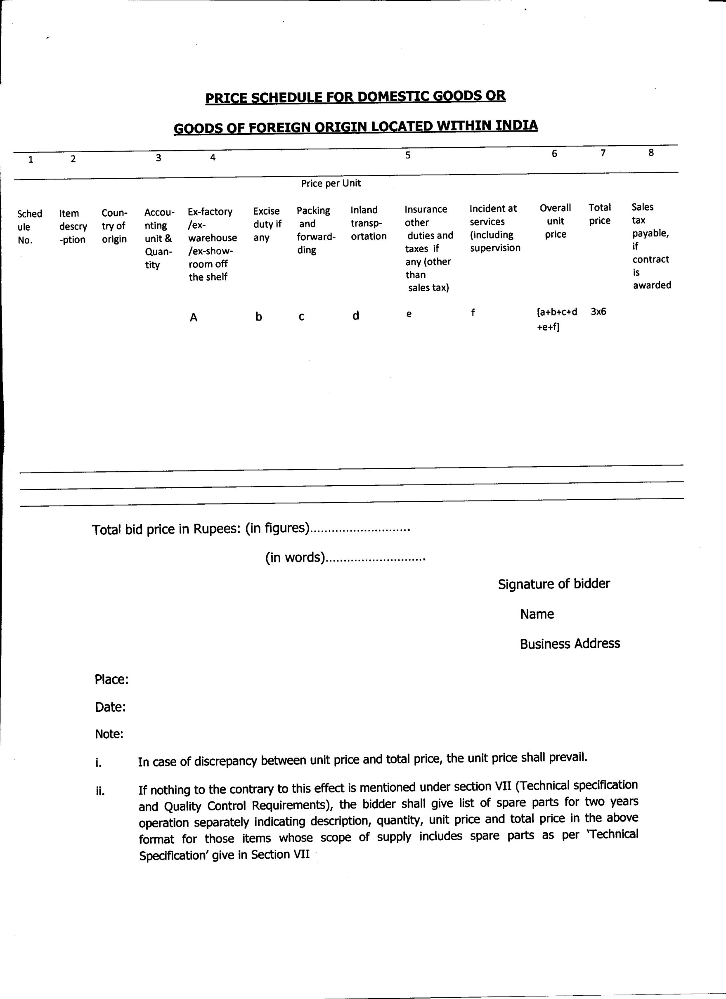 PRICE SCHEDULE FOR DOMESTIC GOODS OR
GOODS OF FOREIGN ORIGIN LOCATED WITHIN INDIA
1 2 3 4 5 6 7 8
Price per Unit
Sched Item Coun- Accou- Ex-factory Excise Packing Inland Insurance Incident at Overall Total Sales
ule descry try of nting /ex- duty if and transp- other services unit price tax
No. -ption origin unit & warehouse any forward- ortation duties and (including price payable,
Quan- /ex-show- ding taxes if supervision if
tity room off any (other contract
the shelf than is
sales tax) awarded
A b c d e f [a+b+c+d 3x6
+e+f]
Total bid price in Rupees: (in figures)............................
(in words)............................
Signature of bidder
Name
Business Address
Place:
Date:
Note:
i. In case of discrepancy between unit price and total price, the unit price shall prevail.
ii. If nothing to the contrary to this effect is mentioned under section VII (Technical specification
and Quality Control Requirements), the bidder shall give list of spare parts for two years
operation separately indicating description, quantity, unit price and total price in the above
format for those items whose scope of supply includes spare parts as per ‘Technical
Specification’ give in Section VII